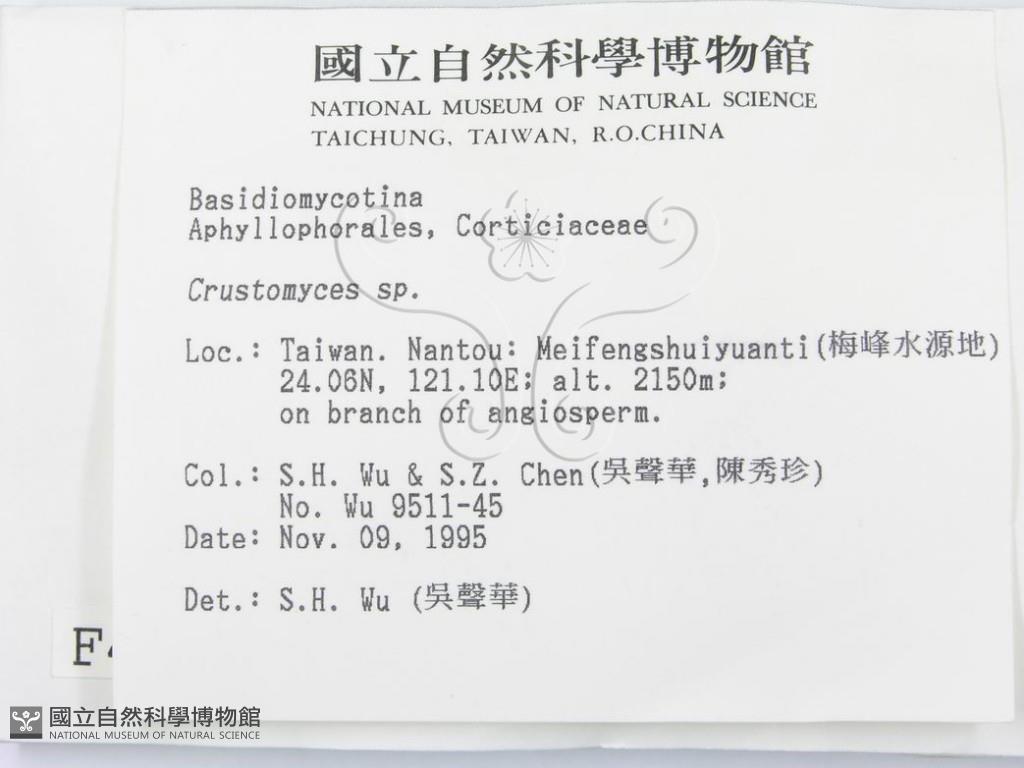 國立自然科學博物館
NATIONAL MUSEUM OF NATURAL SCIENCE
TAICHUNG, TAIWAN, R.O.CHINA
Basidiomycotina
Aphyllophorales, Corticiaceae
Crustomyces sp.
Loc.: Taiwan. Nantou: Meifengshuiyuanti(梅峰水源地)
24.06N, 121.10E; alt. 2150m;
on branch of angiosperm.
Col.: S.H. Wu & S.Z. Chen(吳聲華,陳秀珍)
No. Wu 9511-45
Date: Nov. 09, 1995
Det.: S.H. Wu (吳聲華)
國立自然科學博物館
NATIONAL MUSEUM OF NATURAL SCIENCE